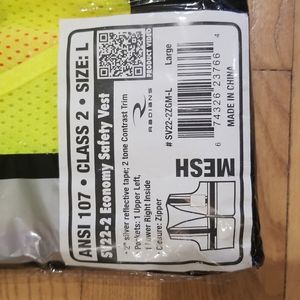 ANSI 107 • CLASS 2 • SIZE: L
SV22-2 Economy Safety Vest
• 2" silver reflective tape; 2 tone Contrast Trim
Pockets: 1 Upper Left,
1 Lower Right Inside
Closure: Zipper
PRODUCT VIDEO
RADIANS
MESH
Large
# SV22-2ZGM-L
6 74326 23766 4
MADE IN CHINA